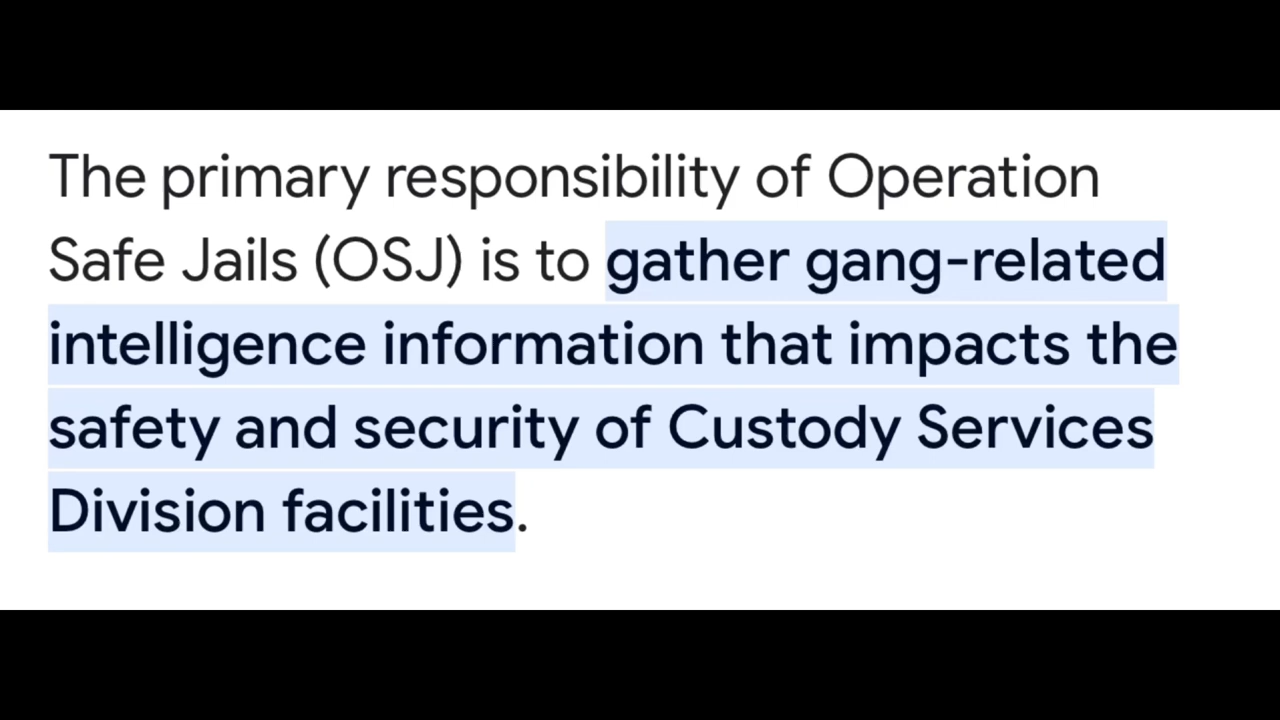 The primary responsibility of Operation
Safe Jails (OSJ) is to gather gang-related
intelligence information that impacts the
safety and security of Custody Services
Division facilities.